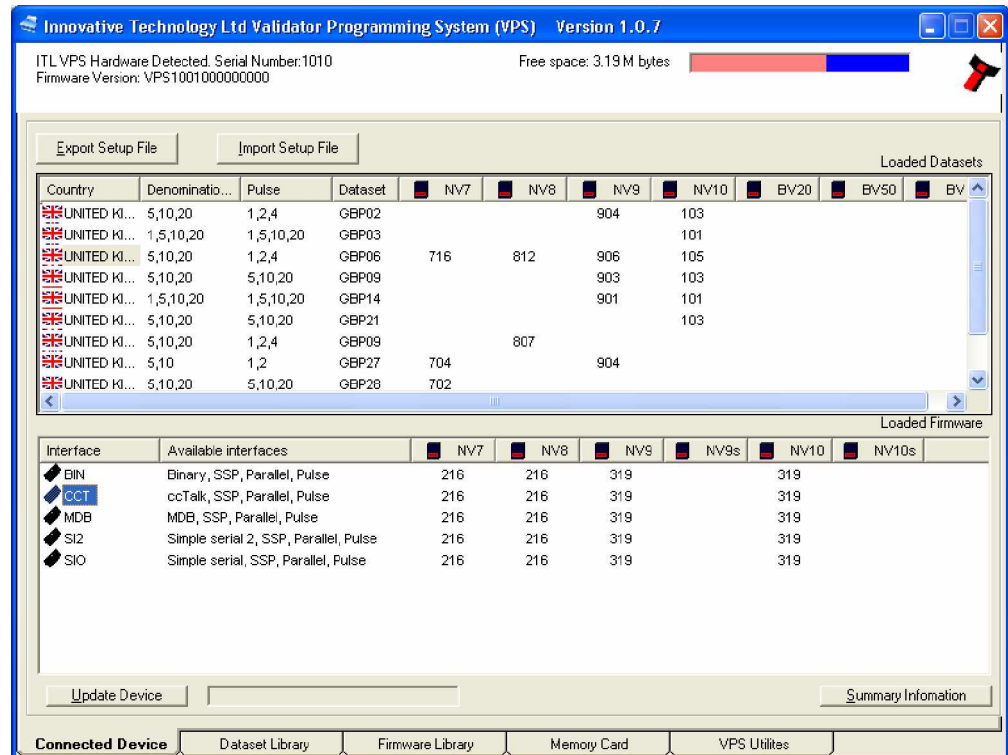 Innovative Technology Ltd Validator Programming System (VPS) Version 1.0.7
ITL VPS Hardware Detected. Serial Number:1010
Firmware Version: VPS1001000000000
Free space: 3.19 M bytes
Export Setup File Import Setup File
Loaded Datasets
Country Denominatio... Pulse Dataset NV7 NV8 NV9 NV10 BV20 BV50 BV
UNITED KI... 5,10,20 1,2,4 GBP02 904 103
UNITED KI... 1,5,10,20 1,5,10,20 GBP03 101
UNITED KI... 5,10,20 1,2,4 GBP06 716 812 906 105
UNITED KI... 5,10,20 5,10,20 GBP09 903 103
UNITED KI... 1,5,10,20 1,5,10,20 GBP14 901 101
UNITED KI... 5,10,20 5,10,20 GBP21 103
UNITED KI... 5,10,20 1,2,4 GBP09 807
UNITED KI... 5,10 1,2 GBP27 704 904
UNITED KI... 5,10,20 5,10,20 GBP28 702
Loaded Firmware
Interface Available interfaces NV7 NV8 NV9 NV9s NV10 NV10s
BIN Binary, SSP, Parallel, Pulse 216 216 319 319
CCT ccTalk, SSP, Parallel, Pulse 216 216 319 319
MDB MDB, SSP, Parallel, Pulse 216 216 319 319
SI2 Simple serial 2, SSP, Parallel, Pulse 216 216 319 319
SIO Simple serial, SSP, Parallel, Pulse 216 216 319 319
Update Device Summary Infomation
Connected Device Dataset Library Firmware Library Memory Card VPS Utilites